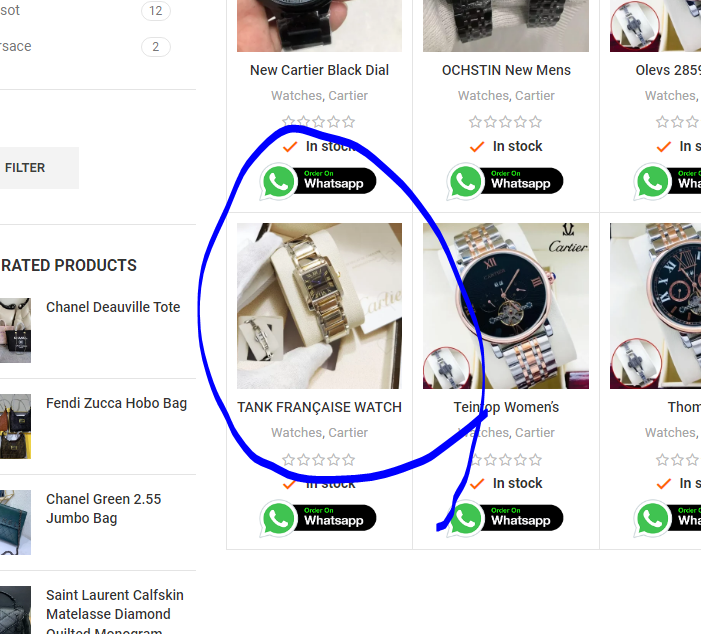 sot 12
rsace 2
FILTER
RATED PRODUCTS
Chanel Deauville Tote
Fendi Zucca Hobo Bag
Chanel Green 2.55
Jumbo Bag
Saint Laurent Calfskin
Matelasse Diamond
Quilted Monogram
New Cartier Black Dial
Watches, Cartier
In stock
Order On
Whatsapp
OCHSTIN New Mens
Watches, Cartier
In stock
Order On
Whatsapp
Olevs 2859
Watches,
In s
Order On
Wha
Cartier
TANK FRANÇAISE WATCH
Watches, Cartier
In stock
Order On
Whatsapp
Cartier
Teintop Women's
Watches, Cartier
In stock
Order On
Whatsapp
Thom
Watches,
In s
Order On
Wha